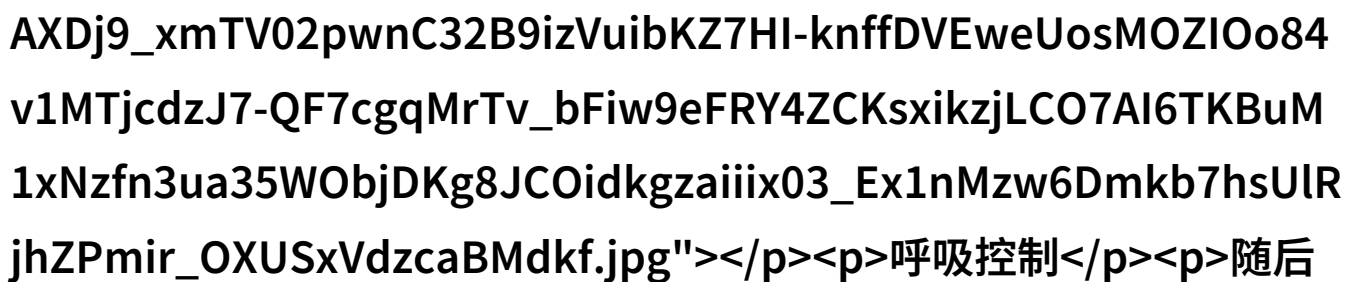 AXDj9_xmTV02pwnC32B9izVuibKZ7HI-knffDVEweUosMOZIOo84
v1MTjcdzJ7-QF7cgqMrTv_bFiw9eFRY4ZCKsxikzjLCO7AI6TKBuM
1xNzfn3ua35WObjDKg8JCOidkgzaiiix03_Ex1nMzw6Dmkb7hsUlR
jhZPmir_OXUSxVdzcaBMdkf.jpg"></p><p>呼吸控制</p><p>随后